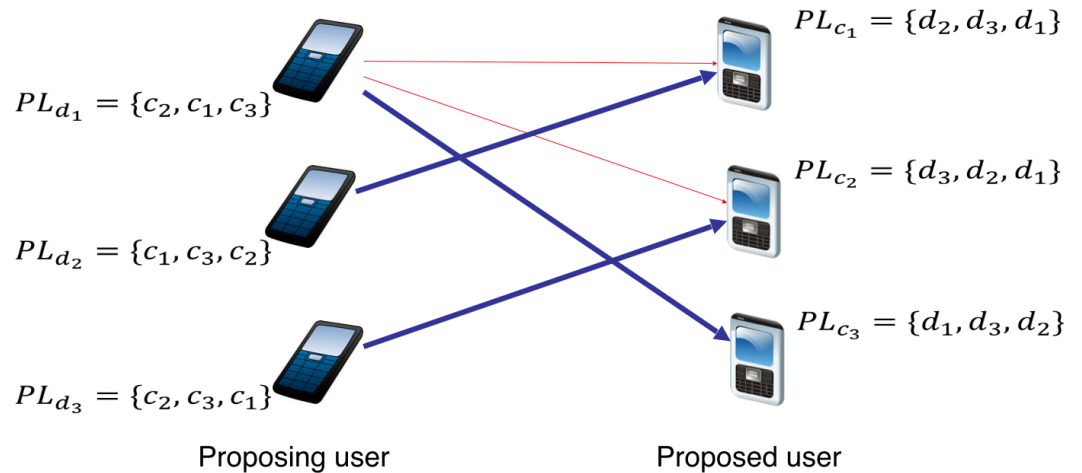 PL_{c_1} = {d_2, d_3, d_1}
PL_{d_1} = {c_2, c_1, c_3}
PL_{c_2} = {d_3, d_2, d_1}
PL_{d_2} = {c_1, c_3, c_2}
PL_{c_3} = {d_1, d_3, d_2}
PL_{d_3} = {c_2, c_3, c_1}
Proposing user
Proposed user